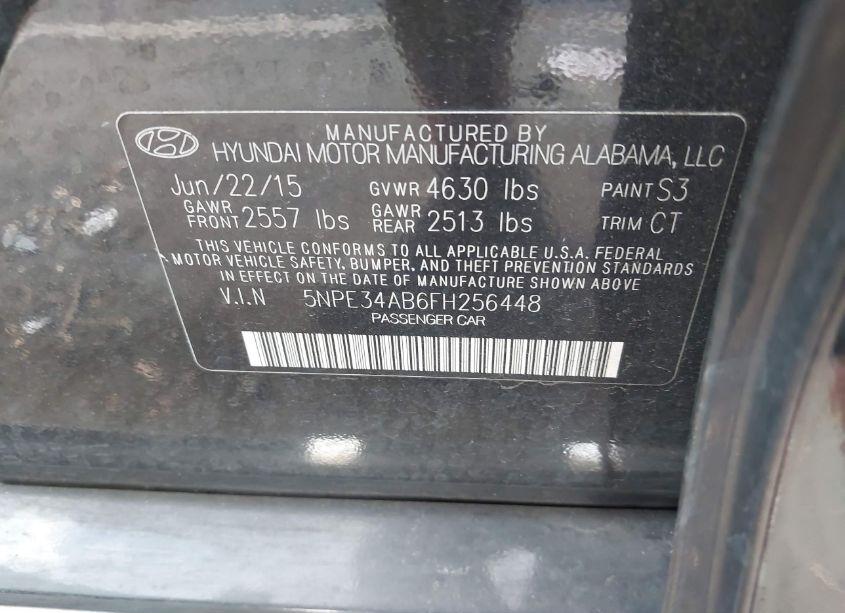 MANUFACTURED BY
HYUNDAI MOTOR MANUFACTURING ALABAMA, LLC
Jun/22/15 GVWR 4630 lbs PAINT S3
GAWR FRONT 2557 lbs GAWR REAR 2513 lbs TRIM CT
THIS VEHICLE CONFORMS TO ALL APPLICABLE U.S.A. FEDERAL
MOTOR VEHICLE SAFETY, BUMPER, AND THEFT PREVENTION STANDARDS
IN EFFECT ON THE DATE OF MANUFACTURE SHOWN ABOVE
V.I.N 5NPE34AB6FH256448
PASSENGER CAR